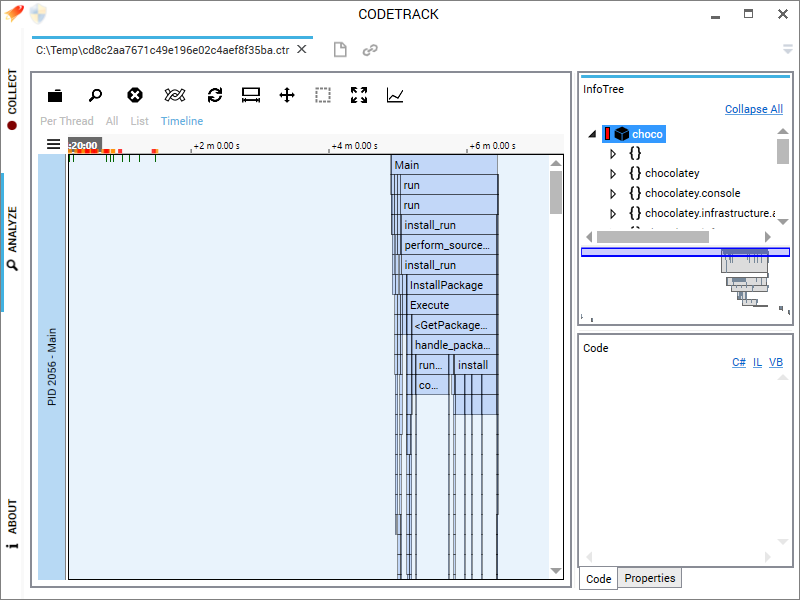 CODETRACK
C:\Temp\cd8c2aa7671c49e196e02c4aef8f35ba.ctr
COLLECT
ANALYZE
ABOUT
Per Thread All List Timeline
-20:00 +2 m 0.00 s +4 m 0.00 s +6 m 0.00 s
PID 2056 - Main
Main
run
run
install_run
perform_source...
install_run
InstallPackage
Execute
<GetPackage...
handle_packa...
run... install
co...
InfoTree
Collapse All
choco
{}
{} chocolatey
{} chocolatey.console
{} chocolatey.infrastructure.a
Code
C# IL VB
Code Properties